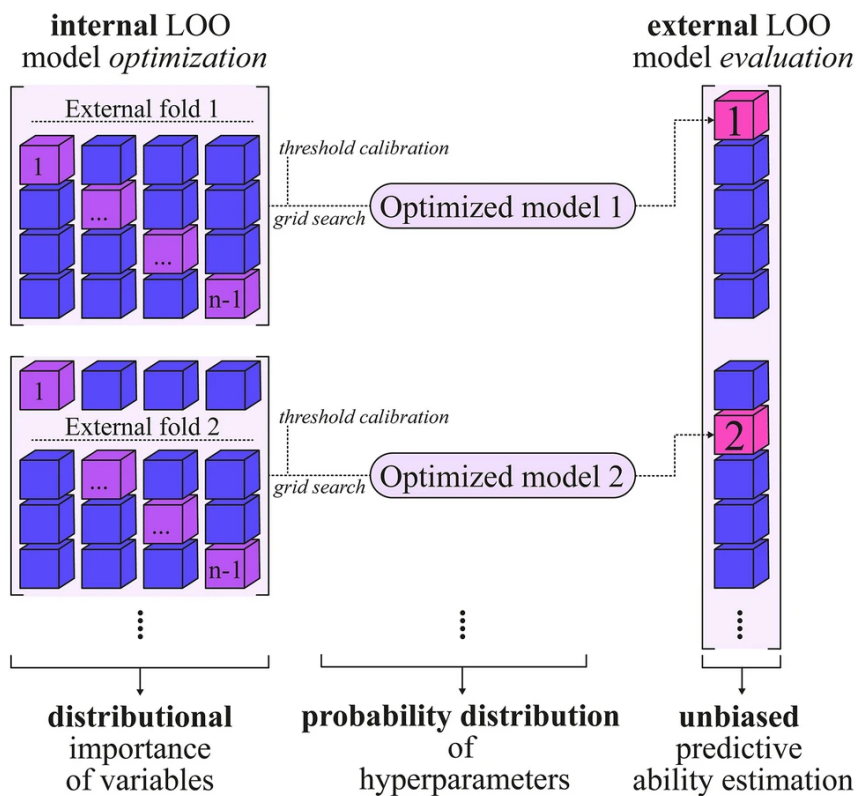 internal LOO
model optimization
external LOO
model evaluation
External fold 1
1
...
...
n-1
threshold calibration
grid search
Optimized model 1
1
1
External fold 2
...
...
n-1
threshold calibration
grid search
Optimized model 2
2
distributional
importance
of variables
probability distribution
of
hyperparameters
unbiased
predictive
ability estimation